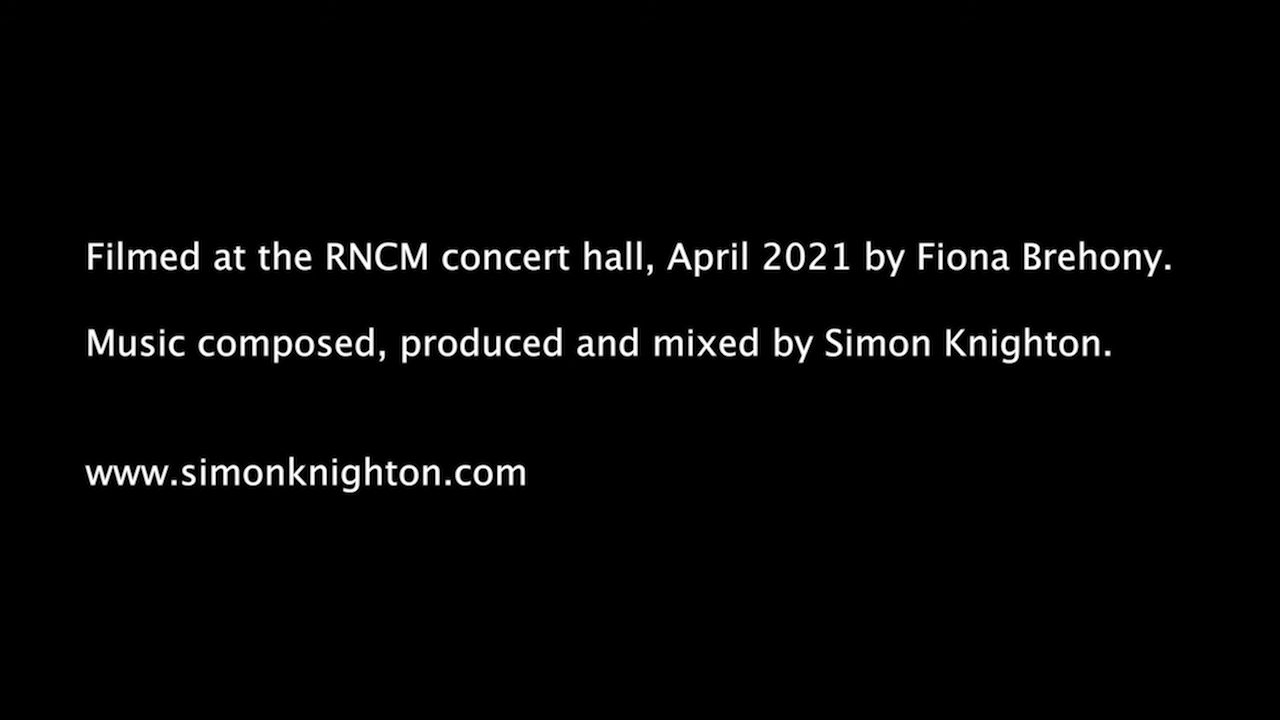 Filmed at the RNCM concert hall, April 2021 by Fiona Brehony.
Music composed, produced and mixed by Simon Knighton.
www.simonknighton.com